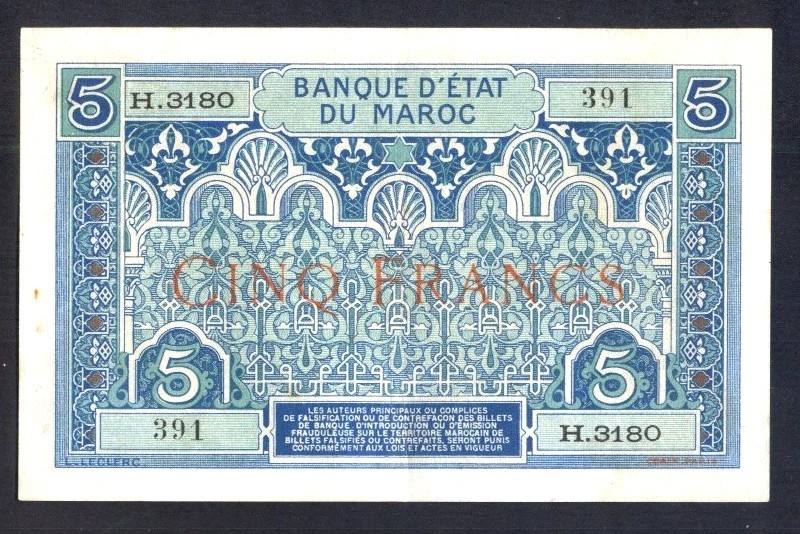 5
H.3180
BANQUE D'ÉTAT
DU MAROC
391
5
CINQ FRANCS
5
5
391
LES AUTEURS PRINCIPAUX OU COMPLICES
DE FALSIFICATION OU DE CONTREFAÇON DES BILLETS
DE BANQUE, D'INTRODUCTION OU D'ÉMISSION
FRAUDULEUSE SUR LE TERRITOIRE MAROCAIN DE
BILLETS FALSIFIÉS OU CONTREFAITS, SERONT PUNIS
CONFORMÉMENT AUX LOIS ET ACTES EN VIGUEUR
H.3180
L. LECLERC
CHAIX PARIS